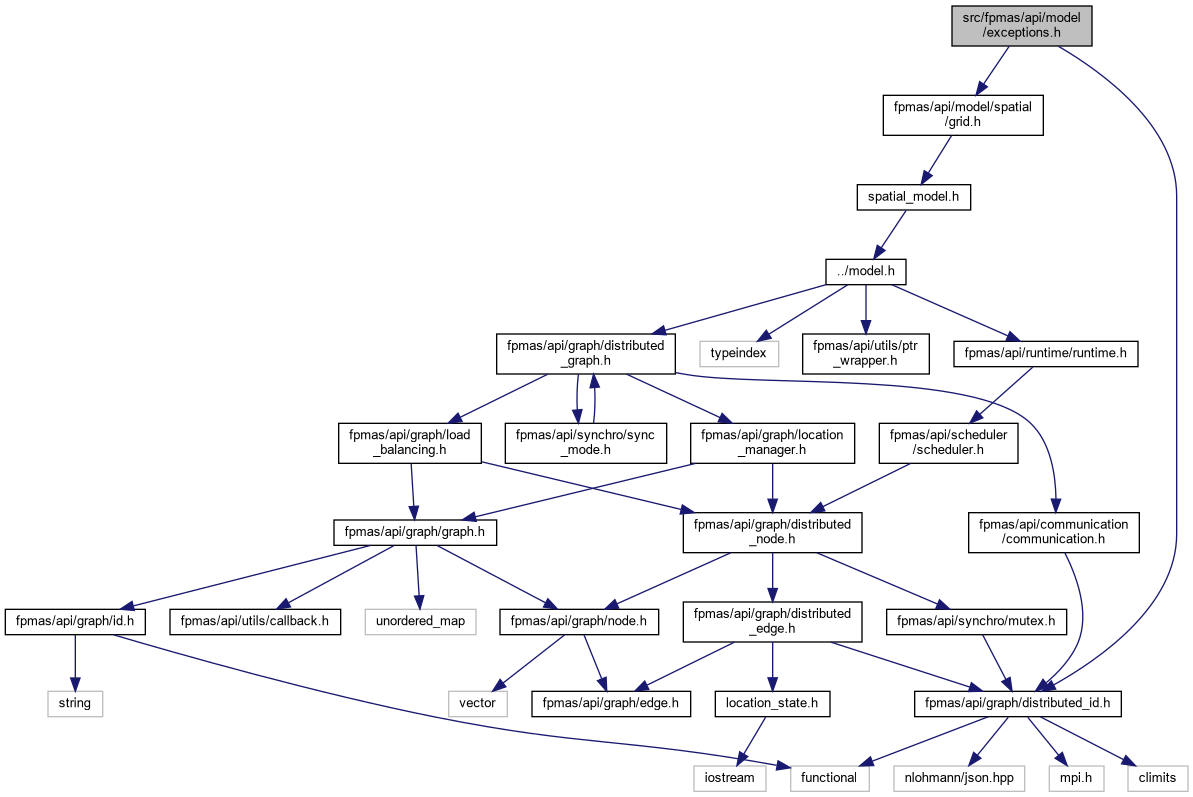 src/fpmas/api/model
/exceptions.h
fpmas/api/model/spatial
/grid.h
spatial_model.h
../model.h
fpmas/api/graph/distributed
_graph.h
typeindex
fpmas/api/utils/ptr
_wrapper.h
fpmas/api/runtime/runtime.h
fpmas/api/graph/load
_balancing.h
fpmas/api/synchro/sync
_mode.h
fpmas/api/graph/location
_manager.h
fpmas/api/scheduler
/scheduler.h
fpmas/api/graph/graph.h
fpmas/api/graph/distributed
_node.h
fpmas/api/communication
/communication.h
fpmas/api/graph/id.h
fpmas/api/utils/callback.h
unordered_map
fpmas/api/graph/node.h
fpmas/api/graph/distributed
_edge.h
fpmas/api/synchro/mutex.h
string
vector
fpmas/api/graph/edge.h
location_state.h
fpmas/api/graph/distributed_id.h
iostream
functional
nlohmann/json.hpp
mpi.h
climits